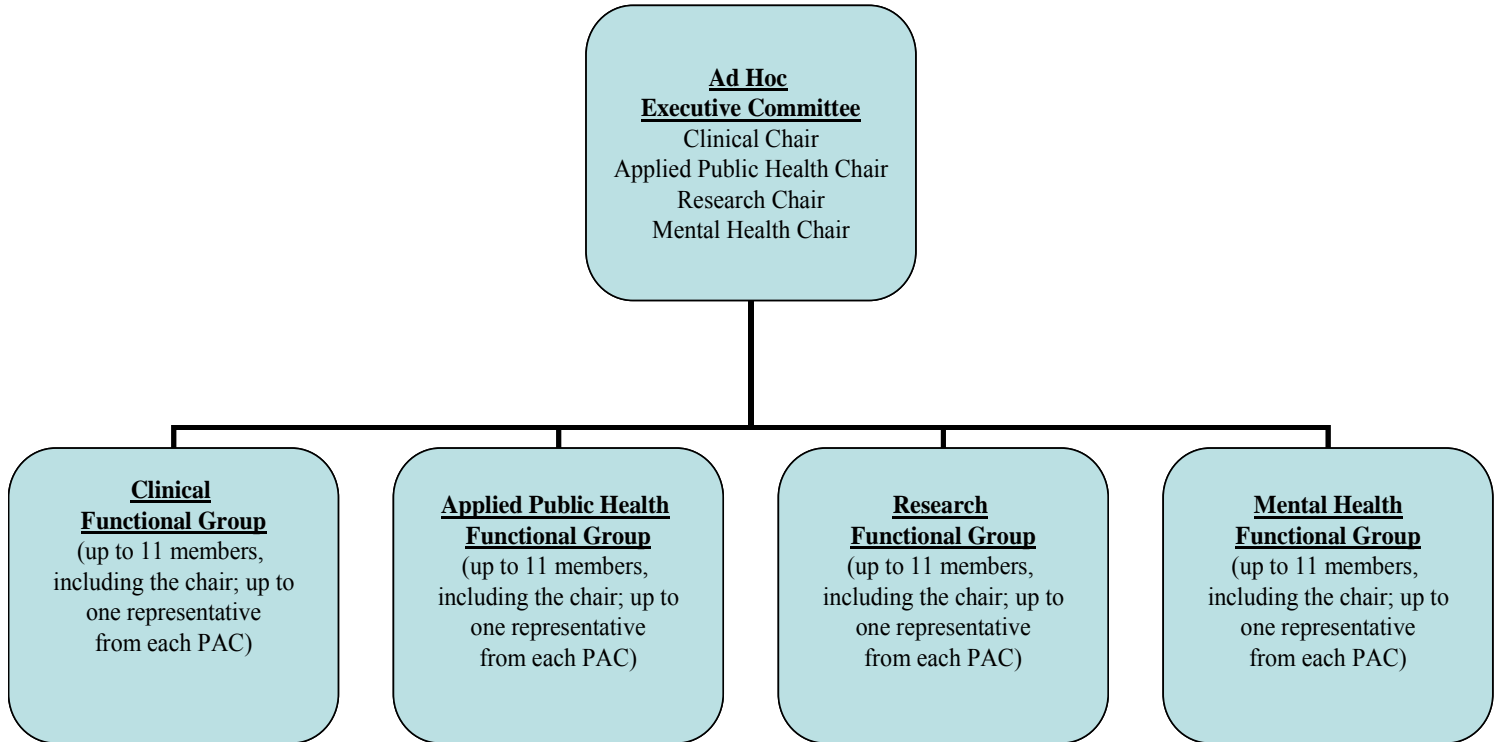 Ad Hoc
Executive Committee
Clinical Chair
Applied Public Health Chair
Research Chair
Mental Health Chair
Clinical
Functional Group
(up to 11 members,
including the chair; up to
one representative
from each PAC)
Applied Public Health
Functional Group
(up to 11 members,
including the chair; up to
one representative
from each PAC)
Research
Functional Group
(up to 11 members,
including the chair; up to
one representative
from each PAC)
Mental Health
Functional Group
(up to 11 members,
including the chair; up to
one representative
from each PAC)